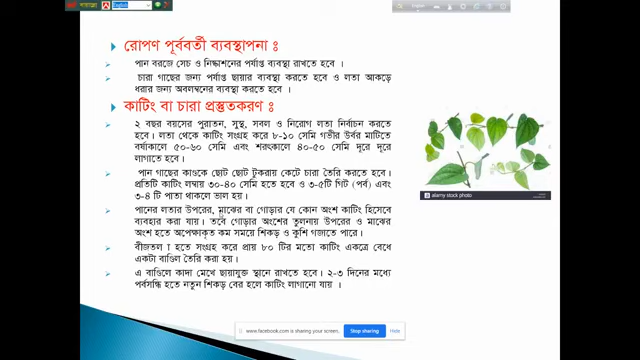 English
রোপণ পূর্ববর্তী ব্যবস্থাপনা ঃ
পান বরজে সেচ ও নিষ্কাশনের পর্যাপ্ত ব্যবস্থা রাখতে হবে ।
চারা গাছের জন্য পর্যাপ্ত ছায়ার ব্যবস্থা করতে হবে ও লতা আকড়ে
ধরার জন্য অবলম্বনের ব্যবস্থা করতে হবে ।
কাটিং বা চারা প্রস্তুতকরণ ঃ
২ বছর বয়সের পুরাতন, সুস্থ, সবল ও নিরোগ লতা নির্বাচন করতে
হবে। লতা থেকে কাটিং সংগ্রহ করে ৮-১০ সেমি গভীর উর্বর মাটিতে
বর্ষাকালে ৫০-৬০ সেমি এবং শরৎকালে ৪০-৫০ সেমি দূরে দূরে
লাগাতে হবে ।
পান গাছের কাণ্ডকে ছোট ছোট টুকরায় কেটে চারা তৈরি করতে হবে।
প্রতিটি কাটিং লম্বায় ৩০-৪০ সেমি হতে হবে ও ৩-৫টি গিট (পর্ব) এবং
৩-৪ টি পাতা থাকলে ভাল হয়।
পানের লতার উপরের, মাঝের বা গোড়ার যে কোন অংশ কাটিং হিসেবে
ব্যবহার করা যায়। তবে গোড়ার অংশের তুলনায় উপরের ও মাঝের
অংশ হতে অপেক্ষাকৃত কম সময়ে শিকড় ও কুশি গজাতে পারে।
বীজতলা হতে সংগ্রহ করে প্রায় ৮০ টির মতো কাটিং একত্রে বেধে
একটা বান্ডিল তৈরি করা হয়।
এ বান্ডিলে কাদা মেখে ছায়াযুক্ত স্থানে রাখতে হবে। ২-৩ দিনের মধ্যে
পর্বসন্ধি হতে নতুন শিকড় বের হলে কাটিং লাগানো যায় ।
alamy stock photo
www.facebook.com is sharing your screen. Stop sharing Hide